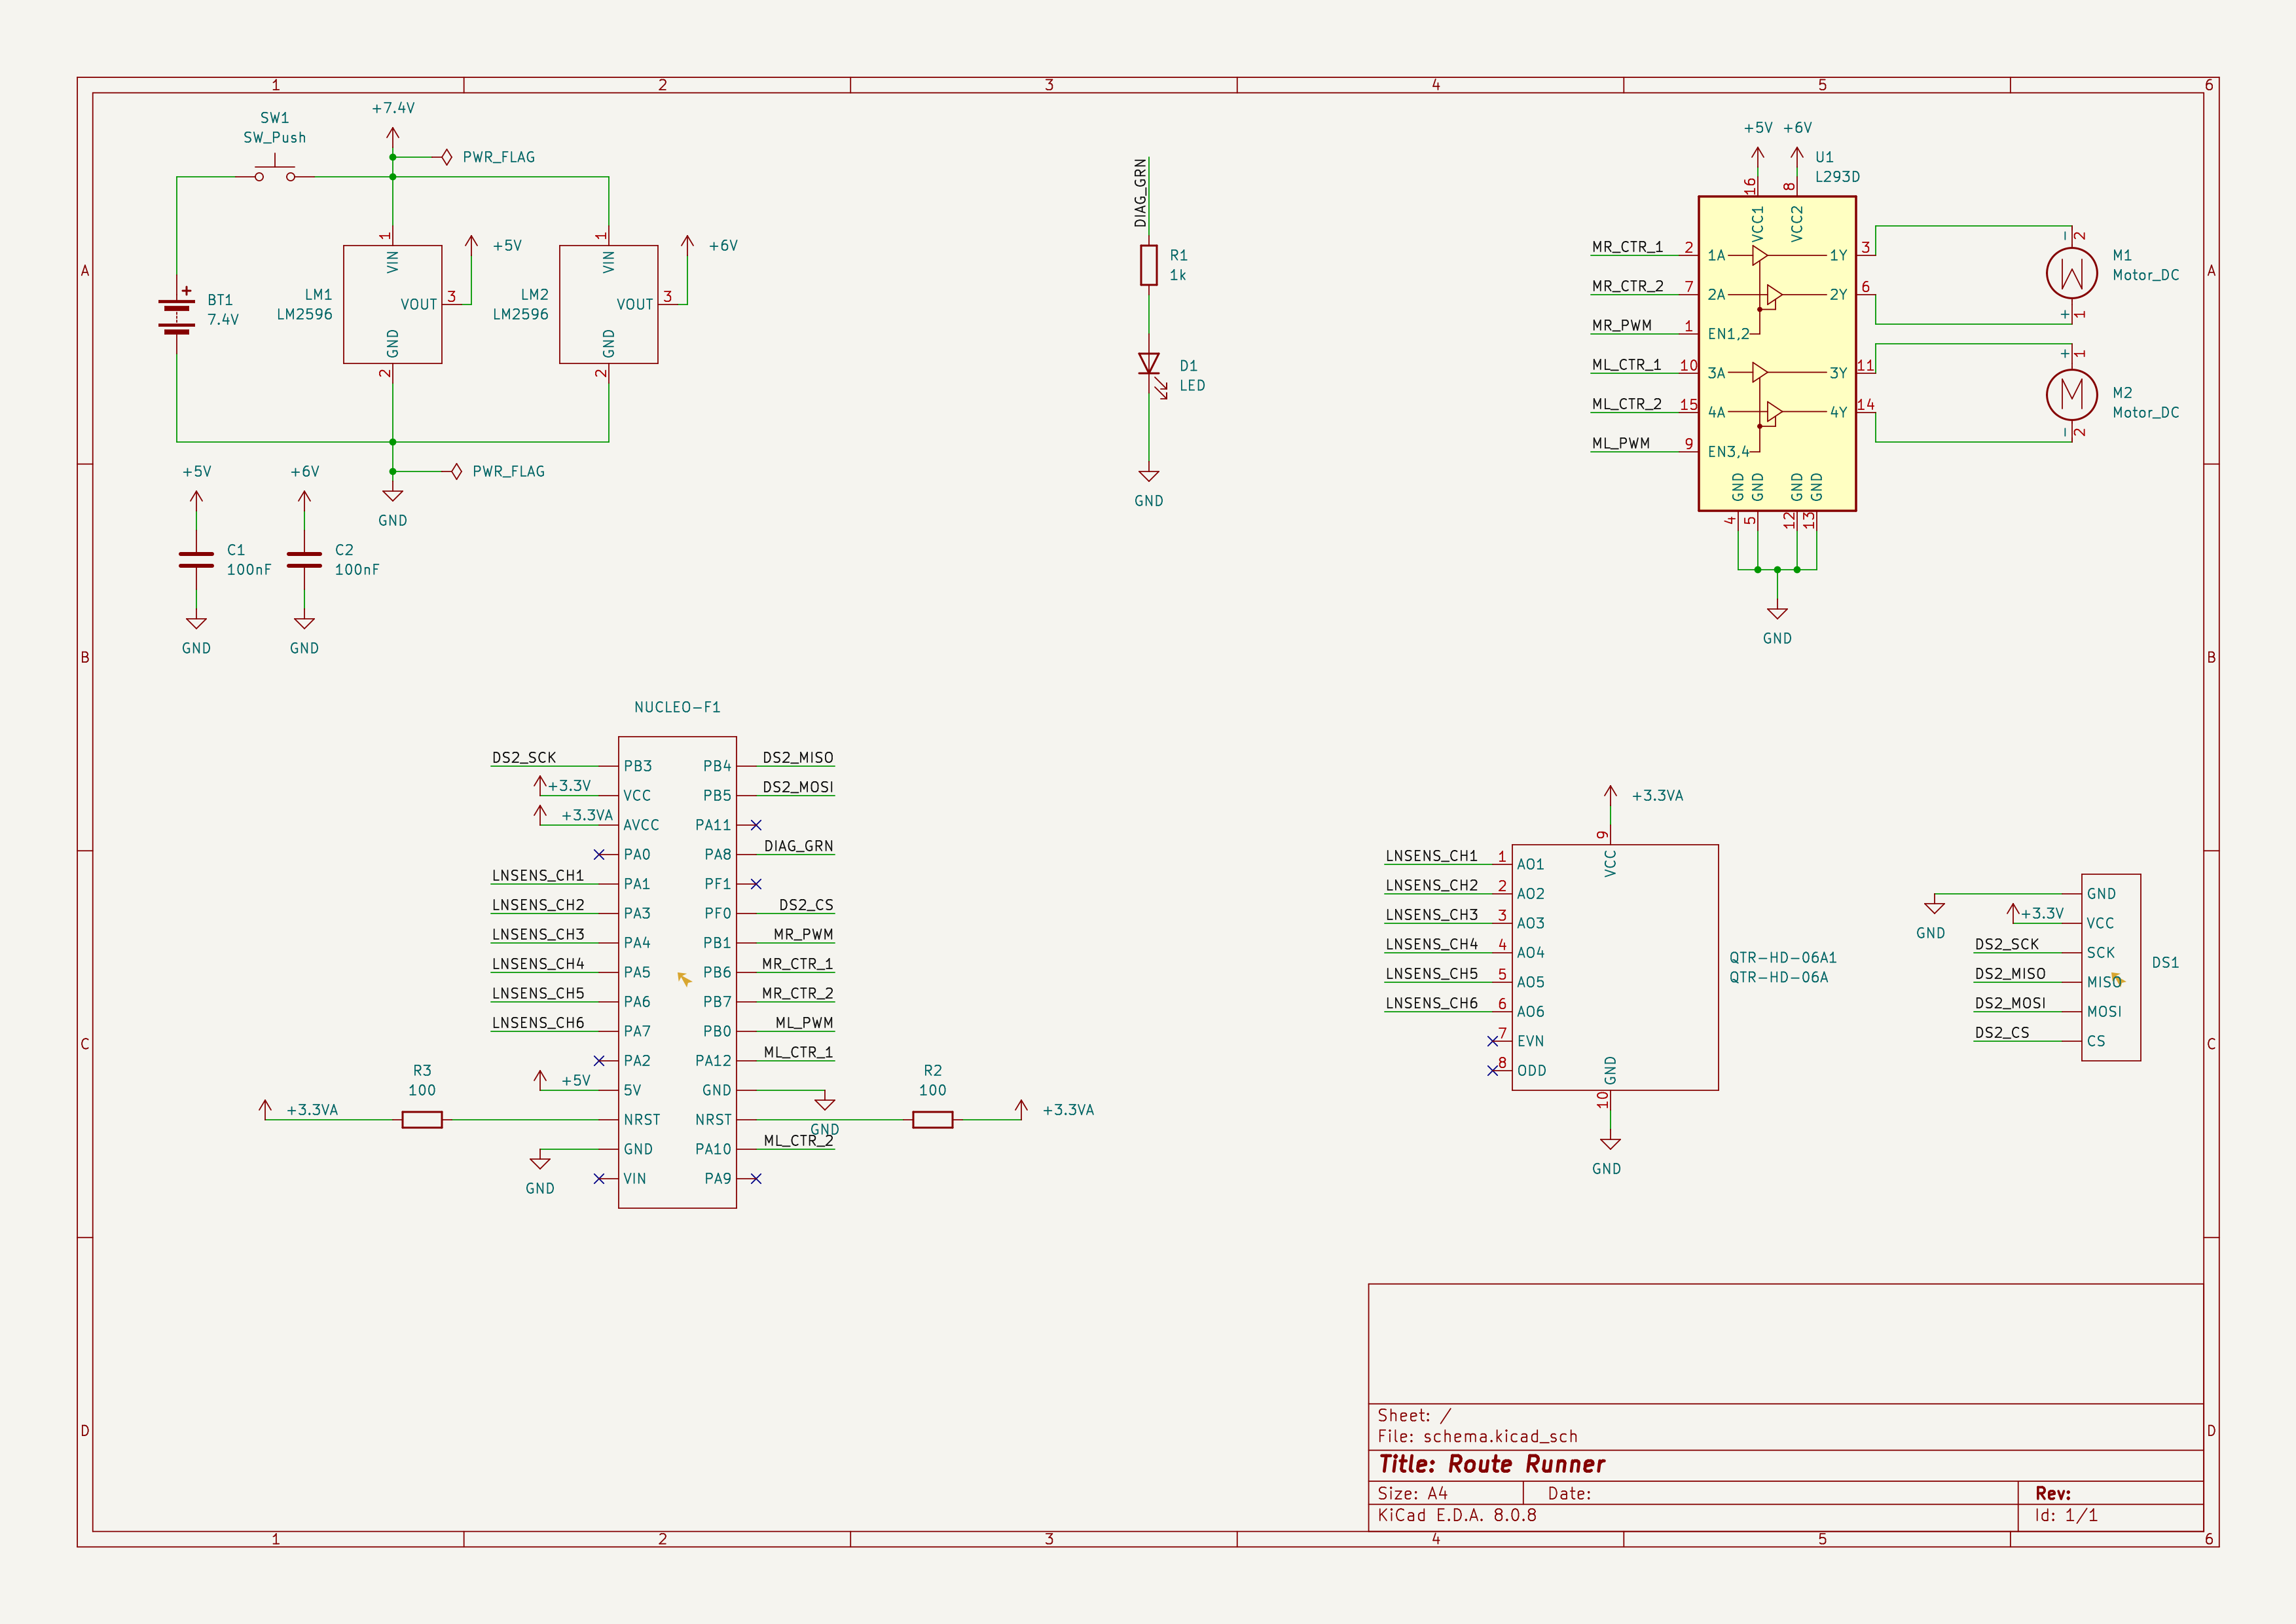 1 2 3 4 5 6
A
B
C
D
A
B
C
D
1 2 3 4 5 6
SW1
SW_Push
+7.4V
PWR_FLAG
BT1
7.4V
+
LM1
LM2596
1
VIN
VOUT
3
GND
2
+5V
LM2
LM2596
1
VIN
VOUT
3
GND
2
+6V
PWR_FLAG
GND
+5V
C1
100nF
GND
+6V
C2
100nF
GND
DIAG_GRN
R1
1k
D1
LED
GND
+5V +6V
U1
L293D
16 8
VCC1 VCC2
MR_CTR_1 2 1A 1Y 3
MR_CTR_2 7 2A 2Y 6
MR_PWM 1 EN1,2
ML_CTR_1 10 3A 3Y 11
ML_CTR_2 15 4A 4Y 14
ML_PWM 9 EN3,4
GND GND GND GND
4 5 12 13
GND
- 2
M
M1
Motor_DC
+ 1
+ 1
M
M2
Motor_DC
- 2
NUCLEO-F1
DS2_SCK PB3 PB4 DS2_MISO
+3.3V VCC PB5 DS2_MOSI
+3.3VA AVCC PA11
PA0 PA8 DIAG_GRN
LNSENS_CH1 PA1 PF1
LNSENS_CH2 PA3 PF0 DS2_CS
LNSENS_CH3 PA4 PB1 MR_PWM
LNSENS_CH4 PA5 PB6 MR_CTR_1
LNSENS_CH5 PA6 PB7 MR_CTR_2
LNSENS_CH6 PA7 PB0 ML_PWM
PA2 PA12 ML_CTR_1
+5V 5V GND GND
+3.3VA R3 100 NRST NRST R2 100 +3.3VA
GND GND PA10 ML_CTR_2
VIN PA9
+3.3VA
9
VCC
LNSENS_CH1 1 AO1
LNSENS_CH2 2 AO2
LNSENS_CH3 3 AO3
LNSENS_CH4 4 AO4
LNSENS_CH5 5 AO5
LNSENS_CH6 6 AO6
7 EVN
8 ODD
GND
10
GND
QTR-HD-06A1
QTR-HD-06A
GND GND
+3.3V VCC
DS2_SCK SCK
DS2_MISO MISO
DS2_MOSI MOSI
DS2_CS CS
DS1
Sheet: /
File: schema.kicad_sch
Title: Route Runner
Size: A4 Date: Rev:
KiCad E.D.A. 8.0.8 Id: 1/1